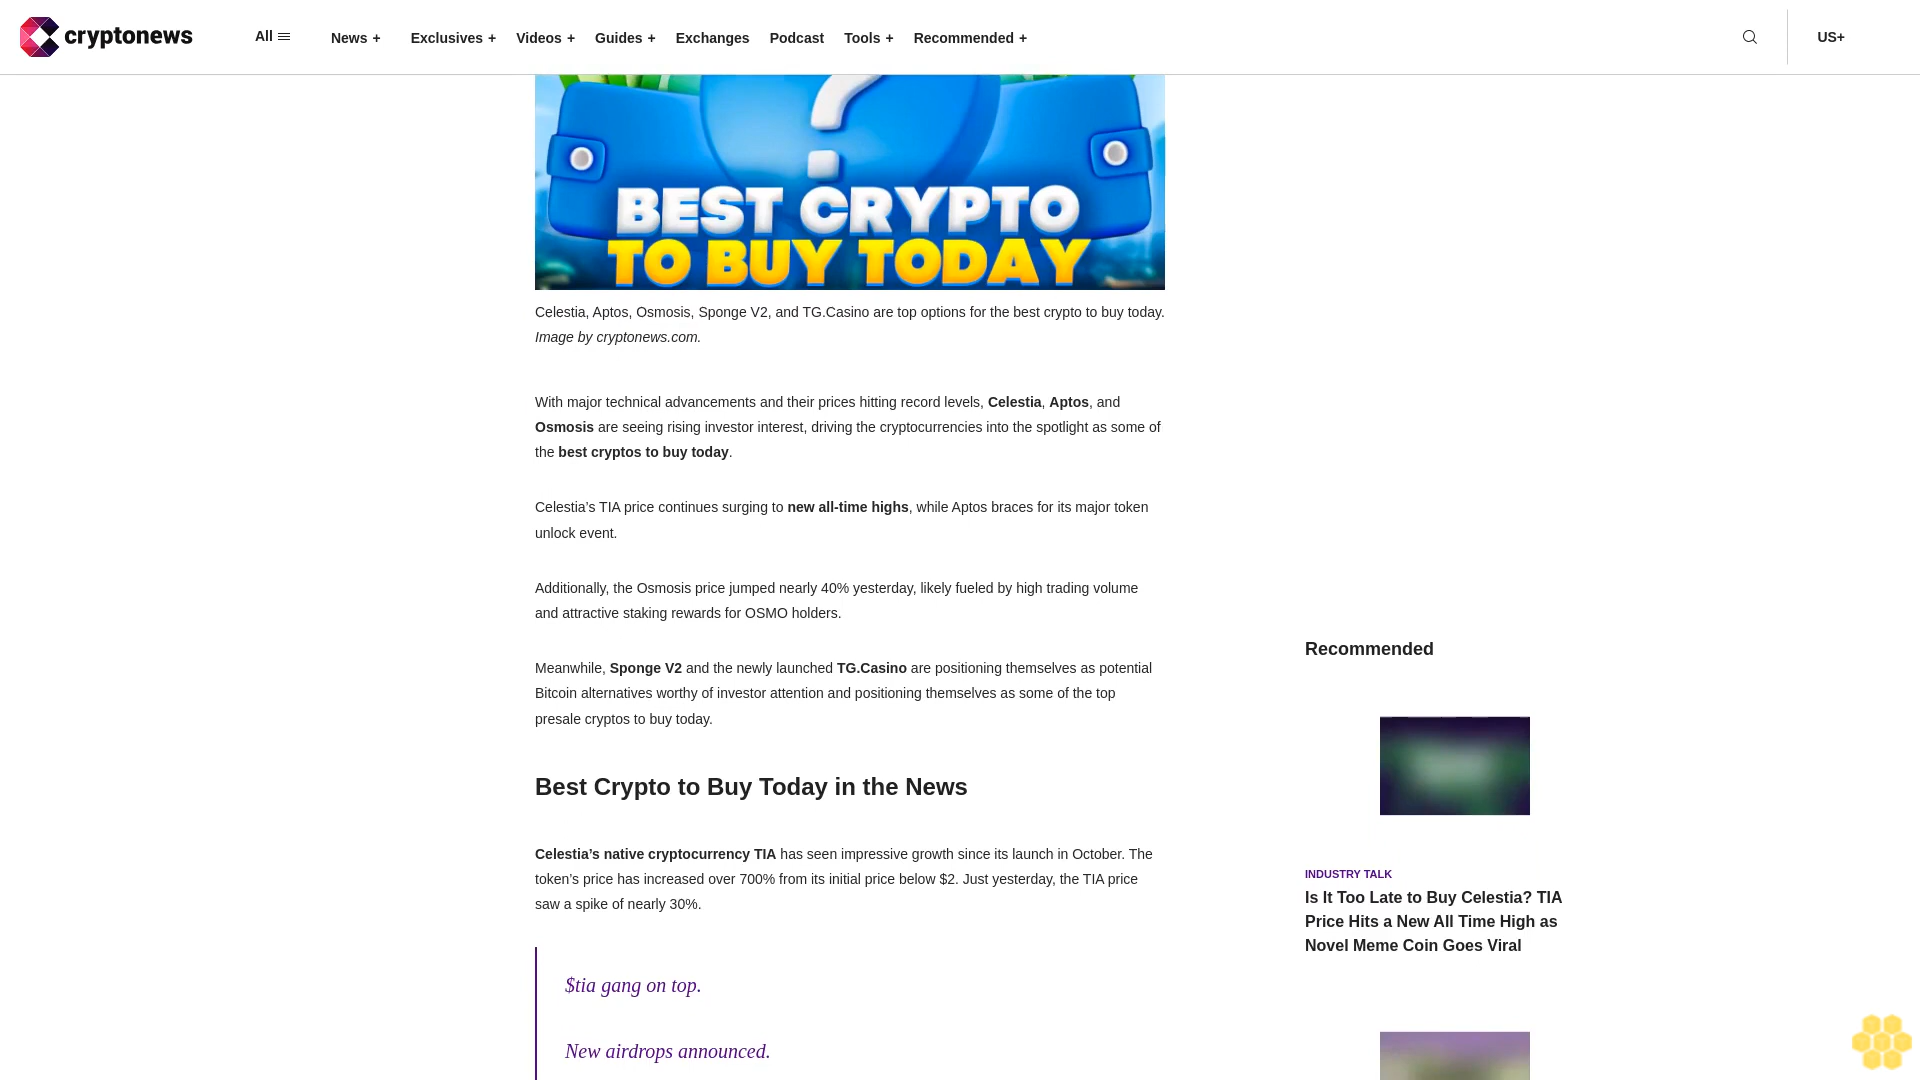 cryptonews
All
News +
Exclusives +
Videos +
Guides +
Exchanges
Podcast
Tools +
Recommended +
US+
?
BEST CRYPTO
TO BUY TODAY
Celestia, Aptos, Osmosis, Sponge V2, and TG.Casino are top options for the best crypto to buy today.
Image by cryptonews.com.
With major technical advancements and their prices hitting record levels, Celestia, Aptos, and
Osmosis are seeing rising investor interest, driving the cryptocurrencies into the spotlight as some of
the best cryptos to buy today.
Celestia’s TIA price continues surging to new all-time highs, while Aptos braces for its major token
unlock event.
Additionally, the Osmosis price jumped nearly 40% yesterday, likely fueled by high trading volume
and attractive staking rewards for OSMO holders.
Meanwhile, Sponge V2 and the newly launched TG.Casino are positioning themselves as potential
Bitcoin alternatives worthy of investor attention and positioning themselves as some of the top
presale cryptos to buy today.
Best Crypto to Buy Today in the News
Celestia’s native cryptocurrency TIA has seen impressive growth since its launch in October. The
token’s price has increased over 700% from its initial price below $2. Just yesterday, the TIA price
saw a spike of nearly 30%.
$tia gang on top.
New airdrops announced.
Recommended
INDUSTRY TALK
Is It Too Late to Buy Celestia? TIA
Price Hits a New All Time High as
Novel Meme Coin Goes Viral